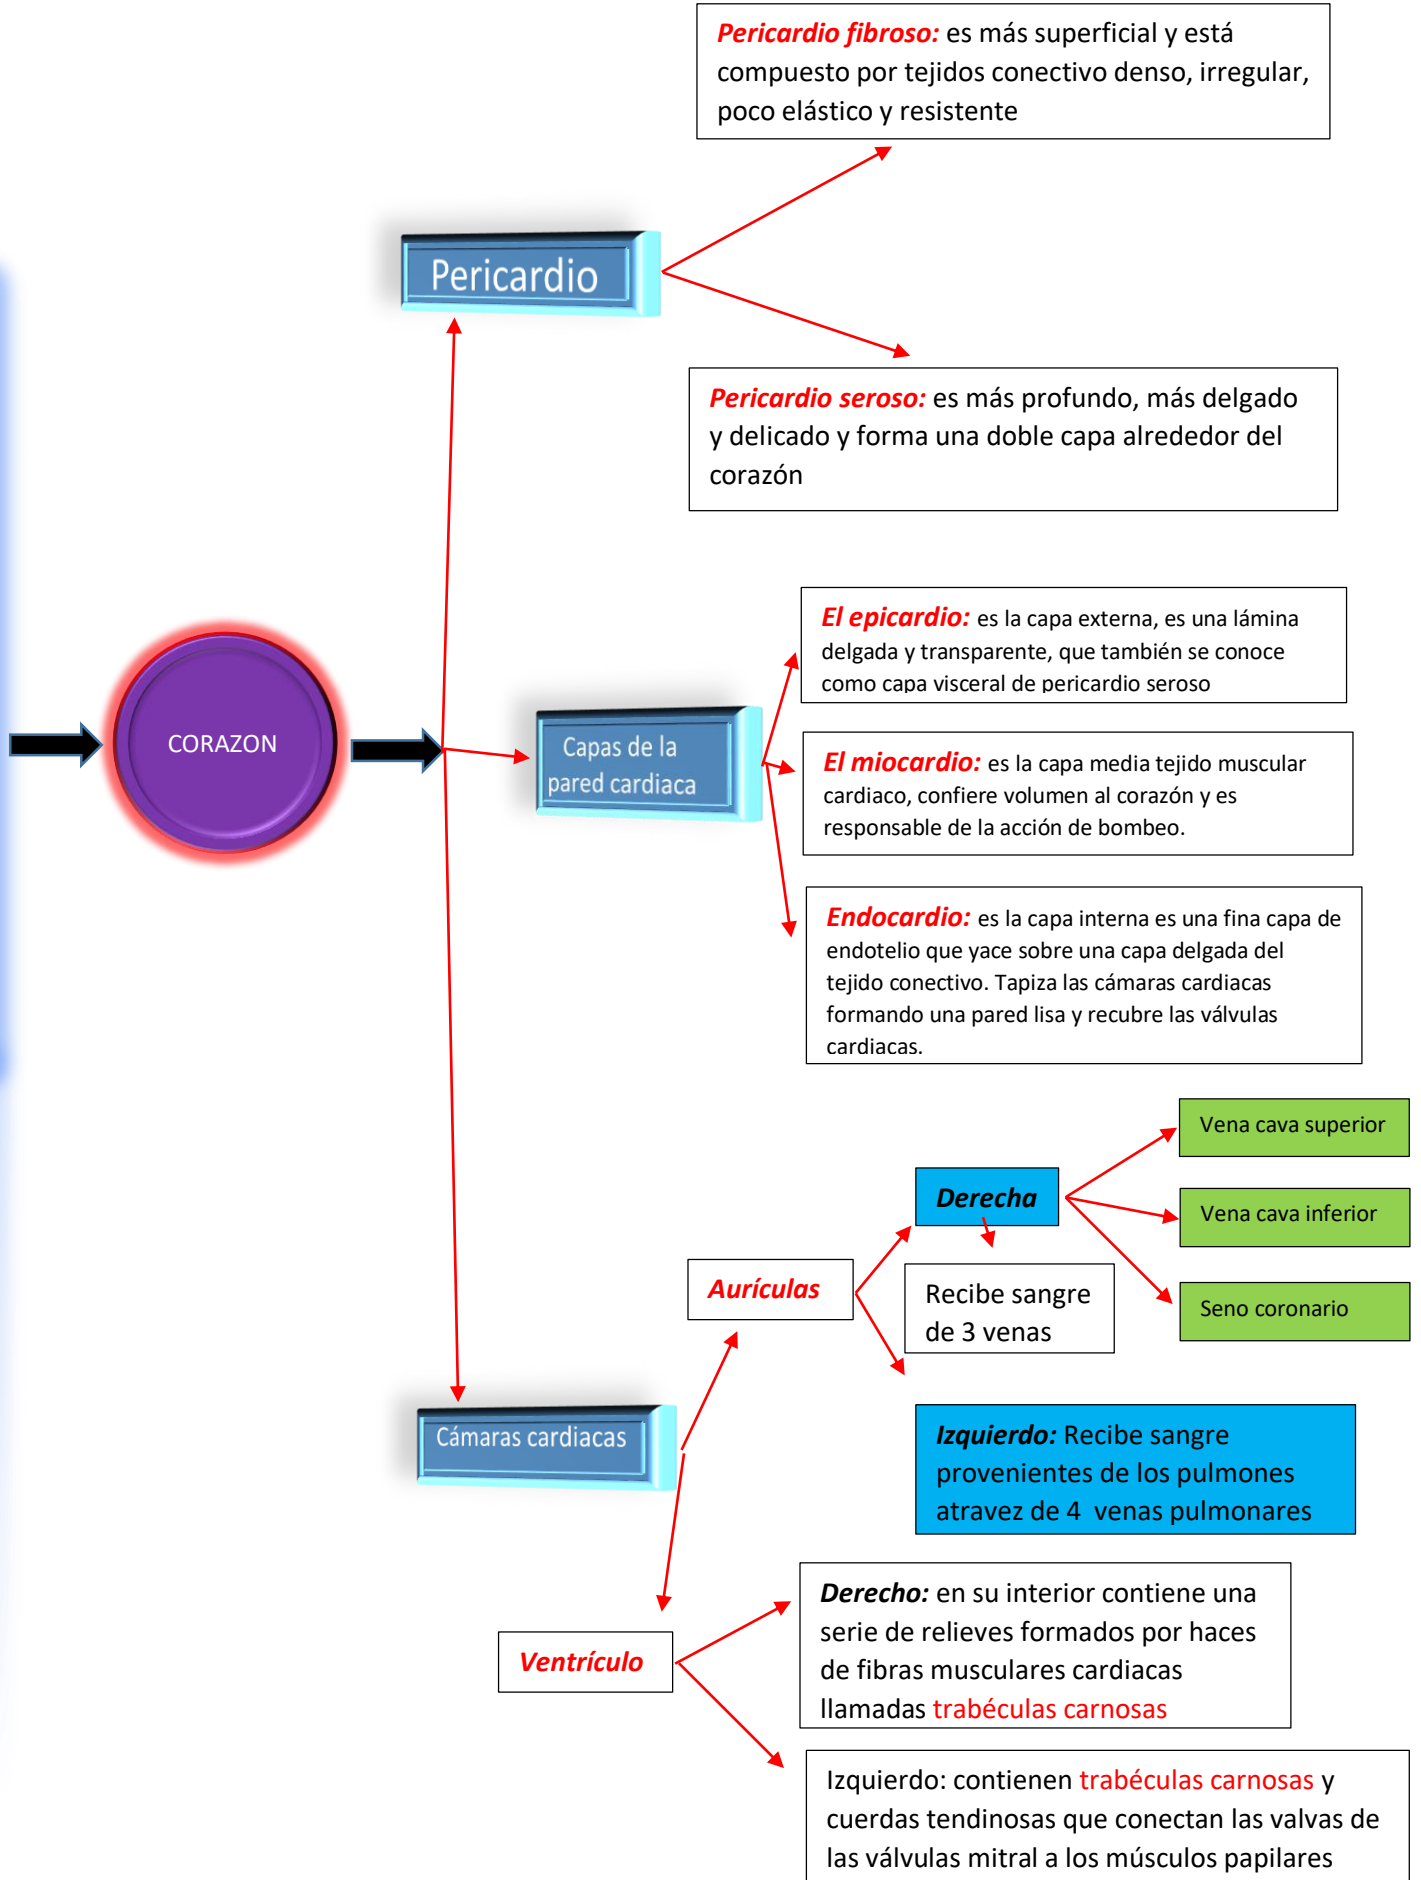 Pericardio fibroso: es más superficial y está
compuesto por tejidos conectivo denso, irregular,
poco elástico y resistente
Pericardio
Pericardio seroso: es más profundo, más delgado
y delicado y forma una doble capa alrededor del
corazón
CORAZON
Capas de la
pared cardiaca
El epicardio: es la capa externa, es una lámina
delgada y transparente, que también se conoce
como capa visceral de pericardio seroso
El miocardio: es la capa media tejido muscular
cardiaco, confiere volumen al corazón y es
responsable de la acción de bombeo.
Endocardio: es la capa interna es una fina capa de
endotelio que yace sobre una capa delgada del
tejido conectivo. Tapiza las cámaras cardiacas
formando una pared lisa y recubre las válvulas
cardiacas.
Cámaras cardiacas
Aurículas
Derecha
Recibe sangre
de 3 venas
Vena cava superior
Vena cava inferior
Seno coronario
Izquierdo: Recibe sangre
provenientes de los pulmones
atravez de 4  venas pulmonares
Ventrículo
Derecho: en su interior contiene una
serie de relieves formados por haces
de fibras musculares cardiacas
llamadas trabéculas carnosas
Izquierdo: contienen trabéculas carnosas y
cuerdas tendinosas que conectan las valvas de
las válvulas mitral a los músculos papilares